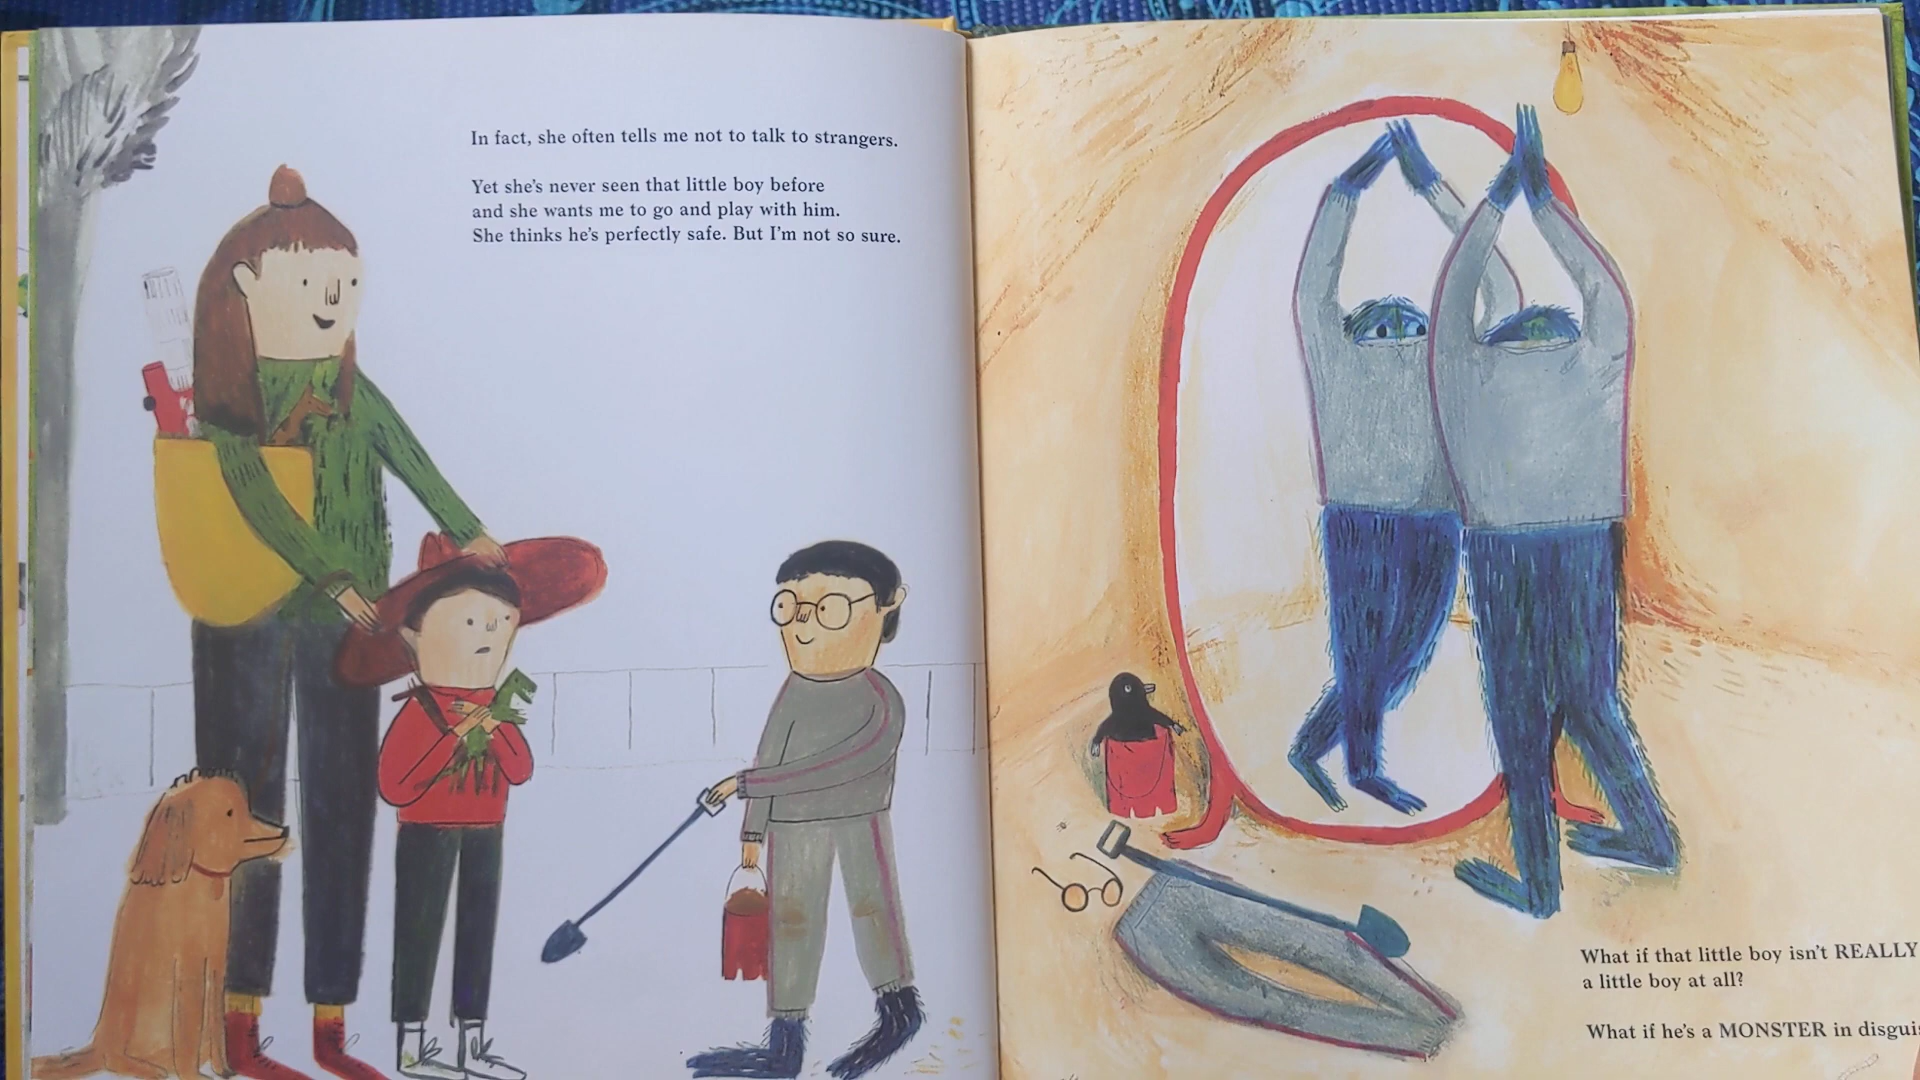 In fact, she often tells me not to talk to strangers.
Yet she's never seen that little boy before
and she wants me to go and play with him.
She thinks he's perfectly safe. But I'm not so sure.
What if that little boy isn't REALLY
a little boy at all?
What if he's a MONSTER in